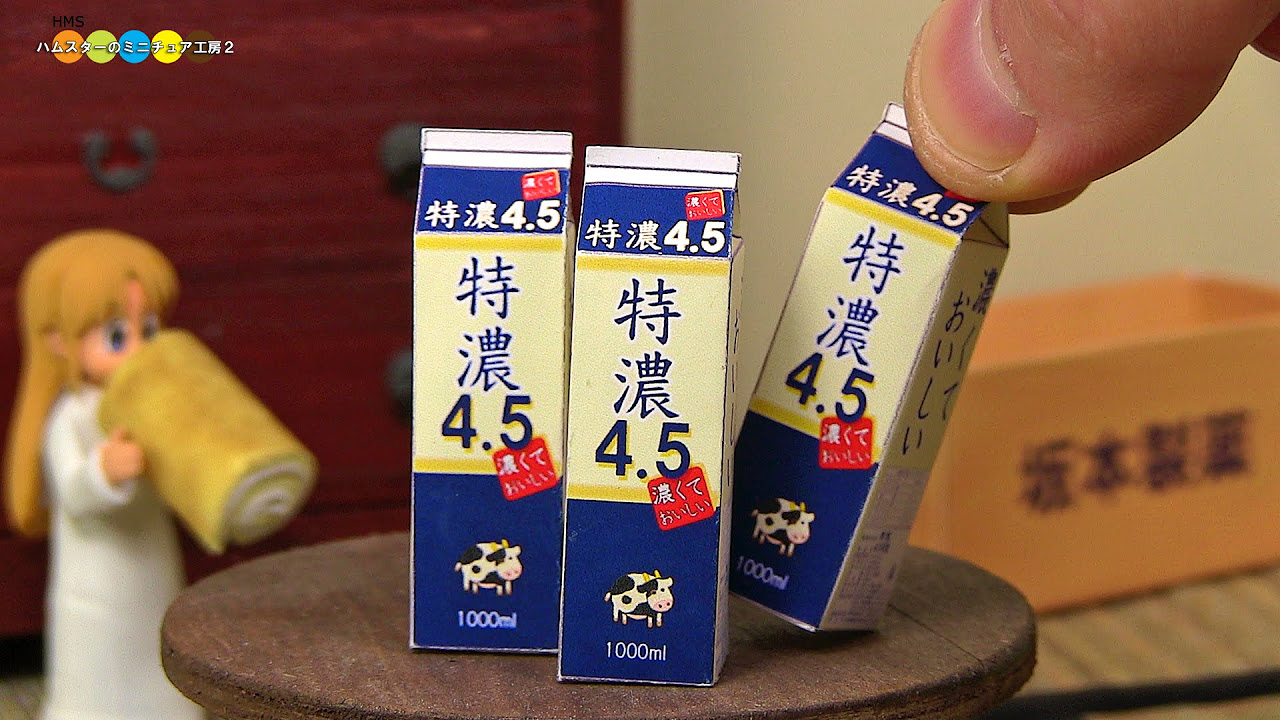 HMS
ハムスターのミニチュア工房2
濃くて
おいしい
特濃4.5
特濃
4.5
濃くて
おいしい
1000ml
濃くて
おいしい
特濃4.5
特濃
4.5
濃くて
おいしい
1000ml
特濃4.5
特濃
4.5
濃くて
おいしい
1000ml
濃くて
おいしい
坂本製菓